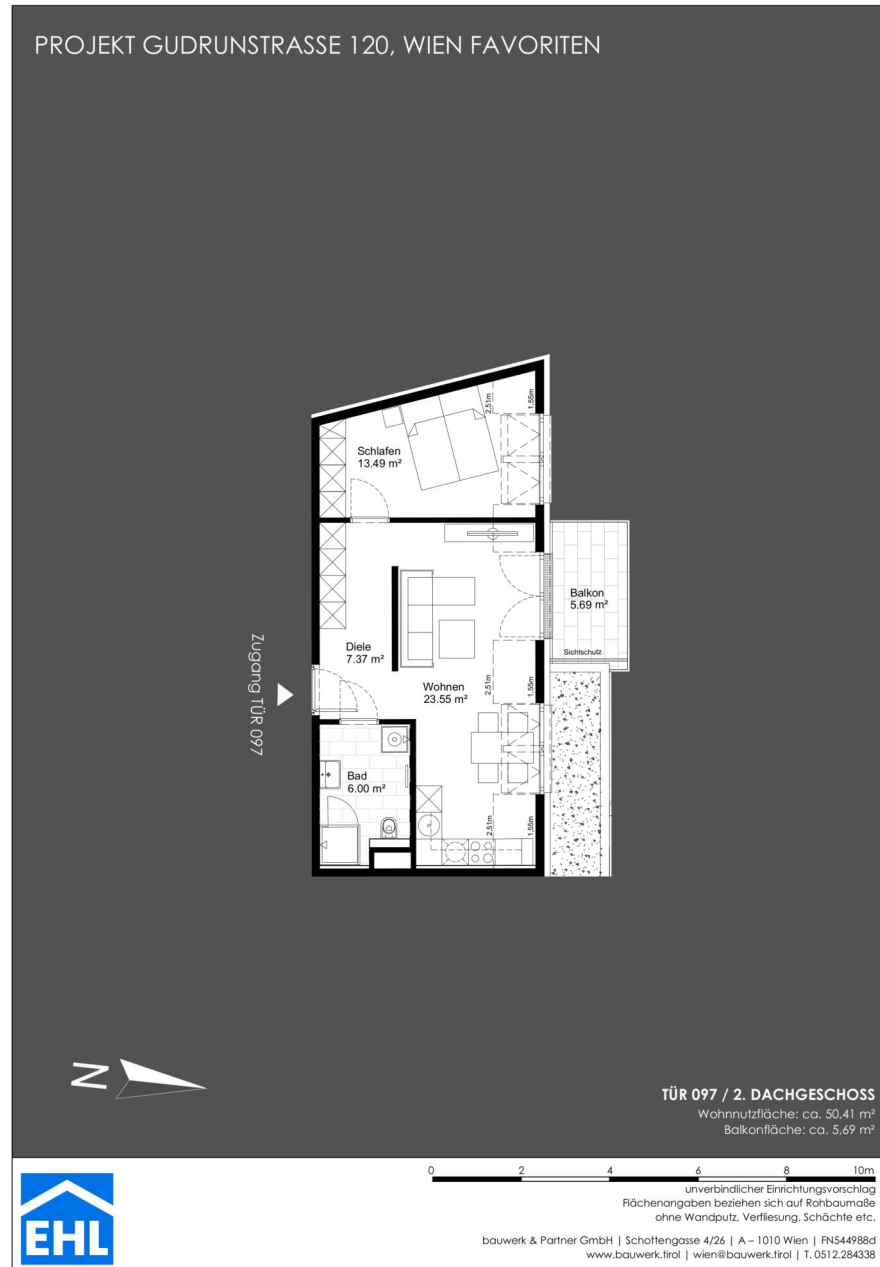 PROJEKT GUDRUNSTRASSE 120, WIEN FAVORITEN
2,51m
1,55m
Schlafen
13.49 m²
Balkon
5.69 m²
Sichtschutz
Diele
7.37 m²
Zugang TÜR 097
Wohnen
23.55 m²
2,51m
1,55m
Bad
6.00 m²
2,51m
1,55m
N
TÜR 097 / 2. DACHGESCHOSS
Wohnnutzfläche: ca. 50,41 m²
Balkonfläche: ca. 5,69 m²
0 2 4 6 8 10m
unverbindlicher Einrichtungsvorschlag
Flächenangaben beziehen sich auf Rohbaumaße
ohne Wandputz, Verfliesung, Schächte etc.
EHL
bauwerk & Partner GmbH | Schottengasse 4/26 | A – 1010 Wien | FN544988d
www.bauwerk.tirol | wien@bauwerk.tirol | T. 0512.284338